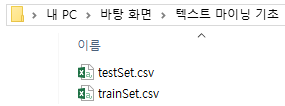 > 내 PC > 바탕 화면 > 텍스트 마이닝 기초
이름
testSet.csv
trainSet.csv